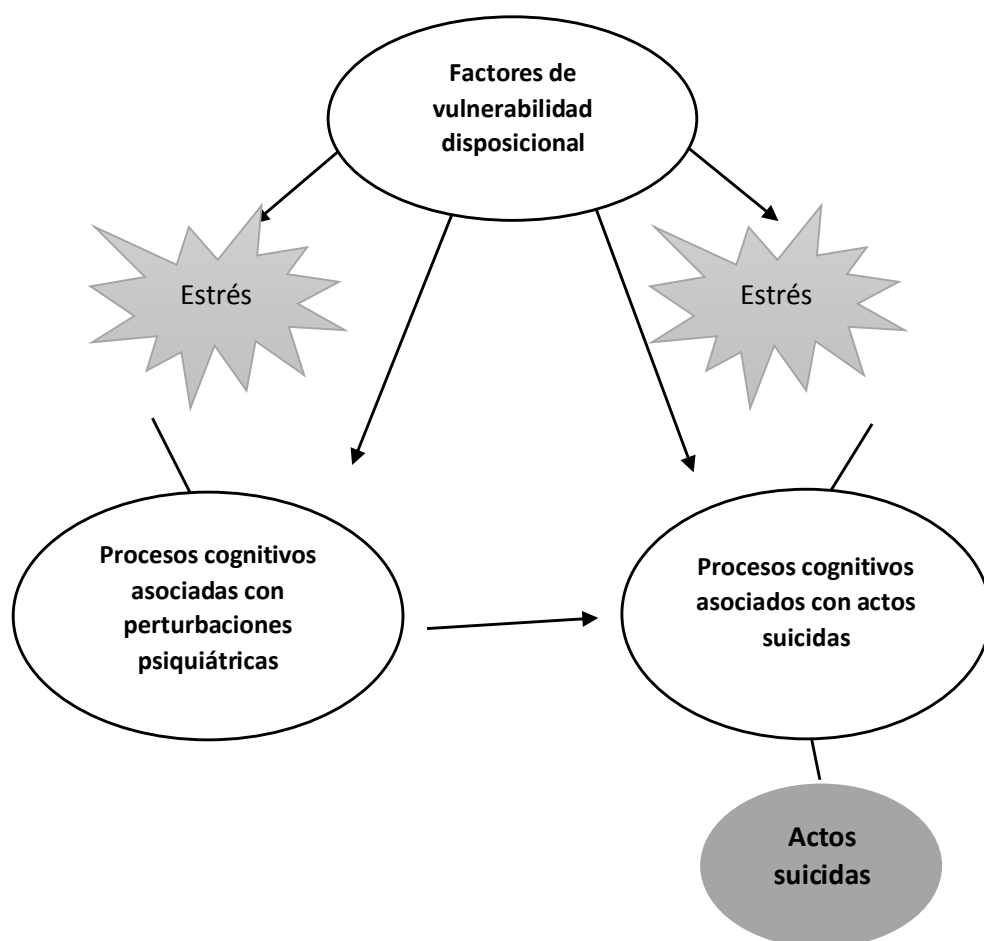 Factores de
vulnerabilidad
disposicional
Estrés
Estrés
Procesos cognitivos
asociadas con
perturbaciones
psiquiátricas
Procesos cognitivos
asociados con actos
suicidas
Actos
suicidas